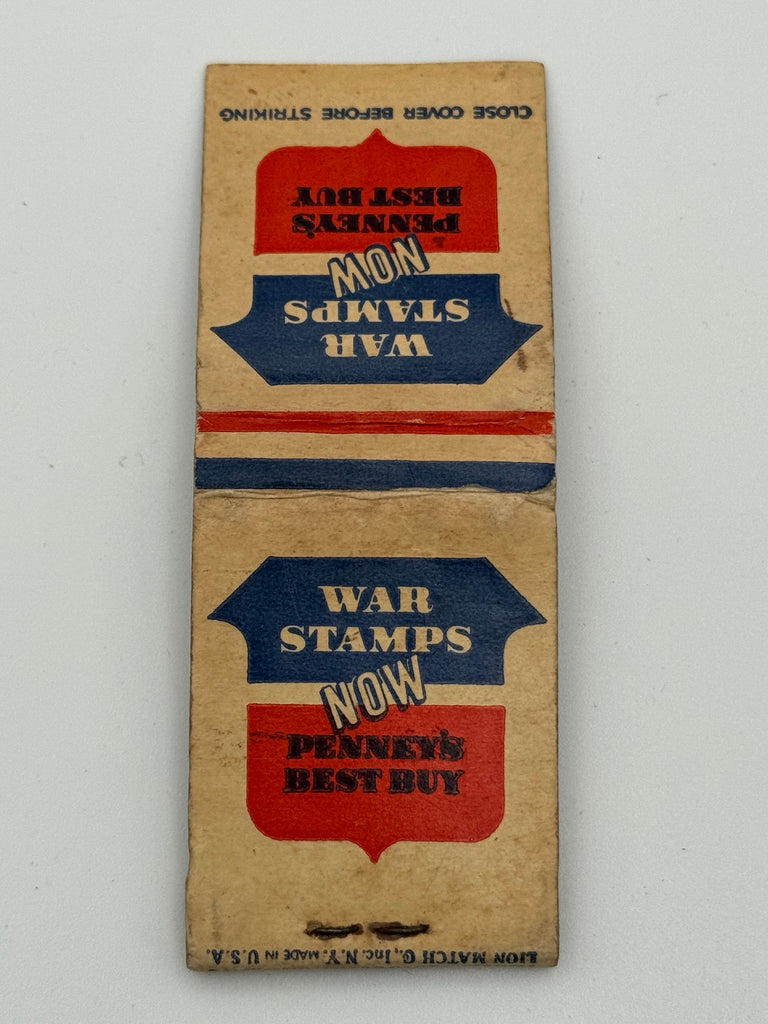 CLOSE COVER BEFORE STRIKING
PENNEY'S
BEST BUY
NOW
WAR
STAMPS
WAR
STAMPS
NOW
PENNEY'S
BEST BUY
LION MATCH Co., Inc. N.Y. MADE IN U.S.A.